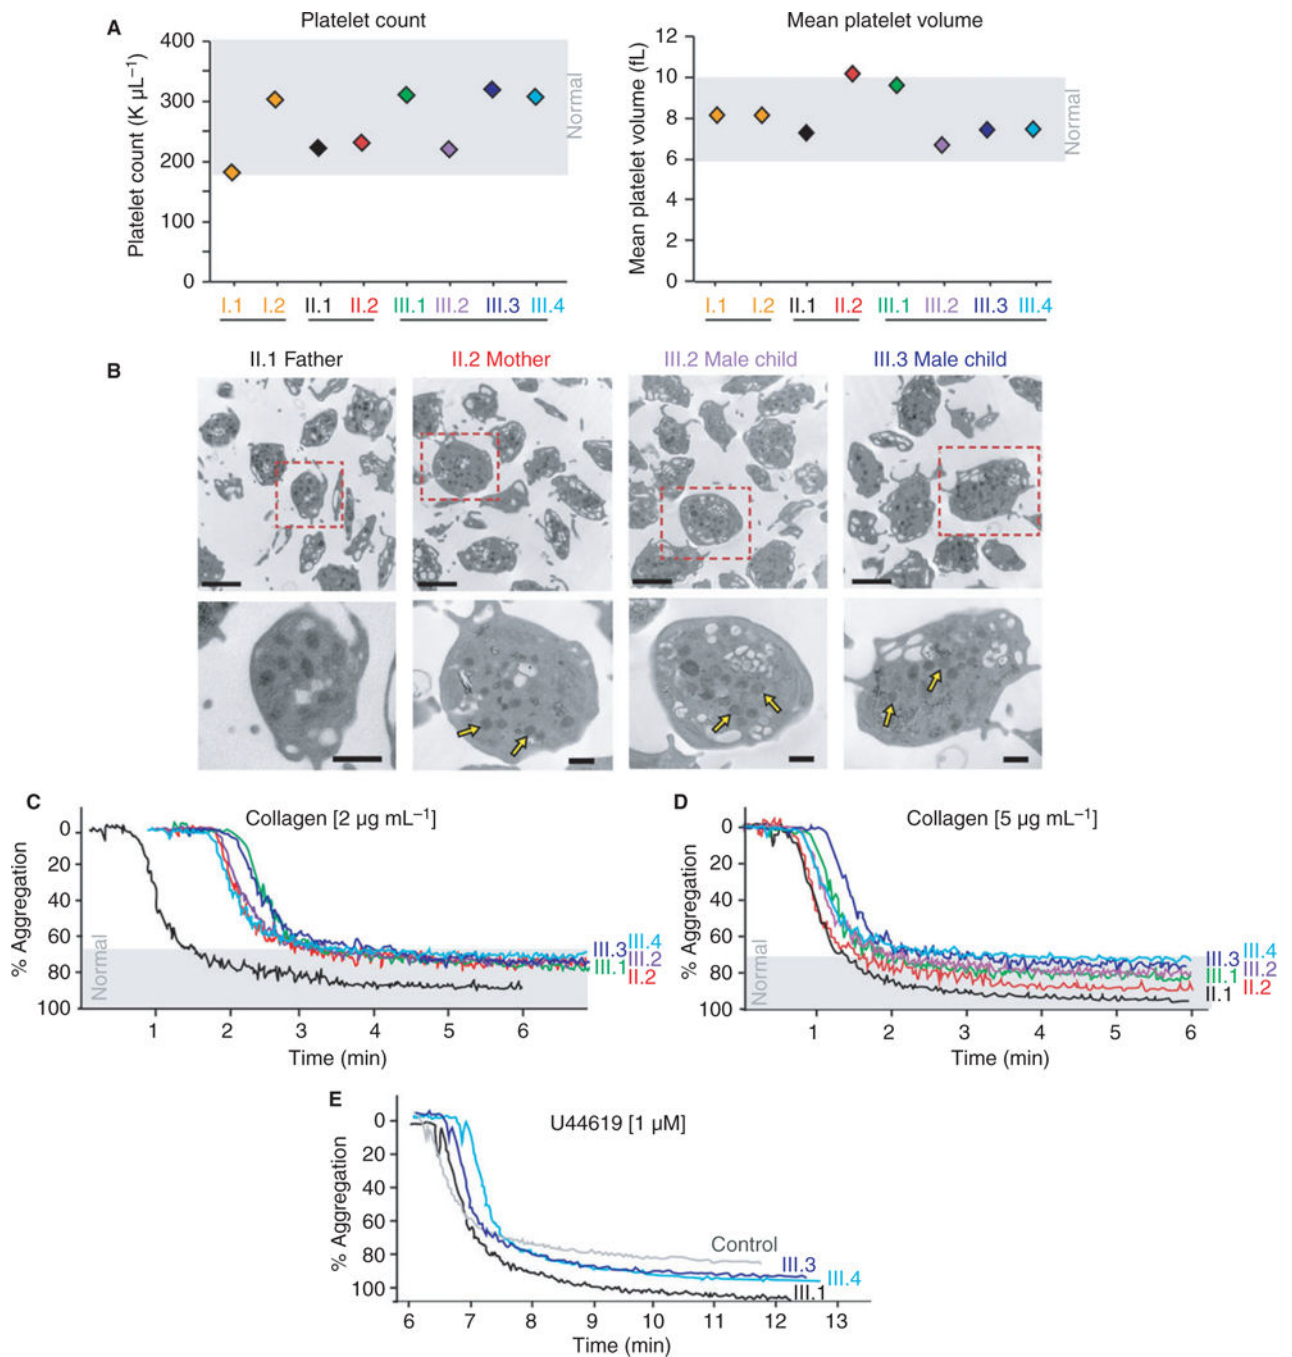 A
Platelet count
Platelet count (K µL⁻¹)
400
300
200
100
0
Normal
I.1 I.2 II.1 II.2 III.1 III.2 III.3 III.4
Mean platelet volume
Mean platelet volume (fL)
12
10
8
6
4
2
0
Normal
I.1 I.2 II.1 II.2 III.1 III.2 III.3 III.4
B
II.1 Father II.2 Mother III.2 Male child III.3 Male child
C
Collagen [2 µg mL⁻¹]
% Aggregation
0
20
40
60
80
100
Normal
III.4
III.3 III.2
III.1
II.2
1 2 3 4 5 6
Time (min)
D
Collagen [5 µg mL⁻¹]
% Aggregation
0
20
40
60
80
100
Normal
III.4
III.3
III.2
III.1
II.2
II.1
1 2 3 4 5 6
Time (min)
E
U44619 [1 µM]
% Aggregation
0
20
40
60
80
100
Control
III.3
III.4
III.1
6 7 8 9 10 11 12 13
Time (min)